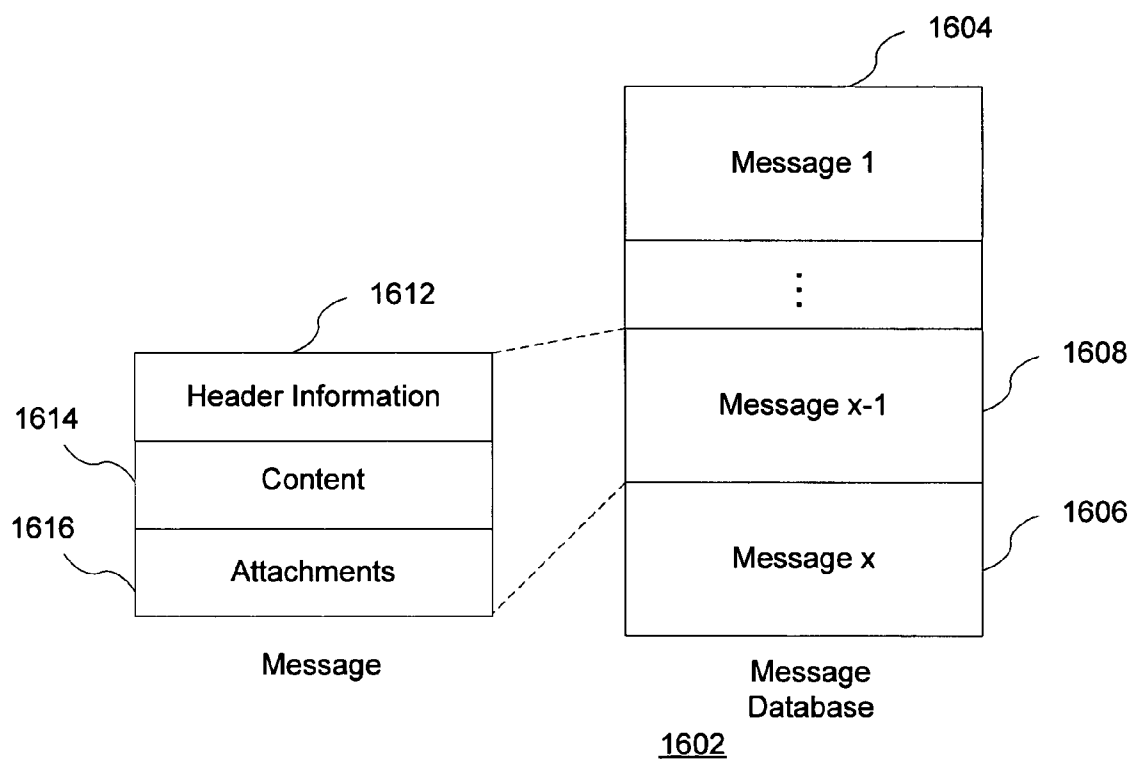 1604
Message 1
⋮
1612
Header Information
1608
Message x-1
1614
Content
1616
Attachments
1606
Message x
Message
Message
Database
1602